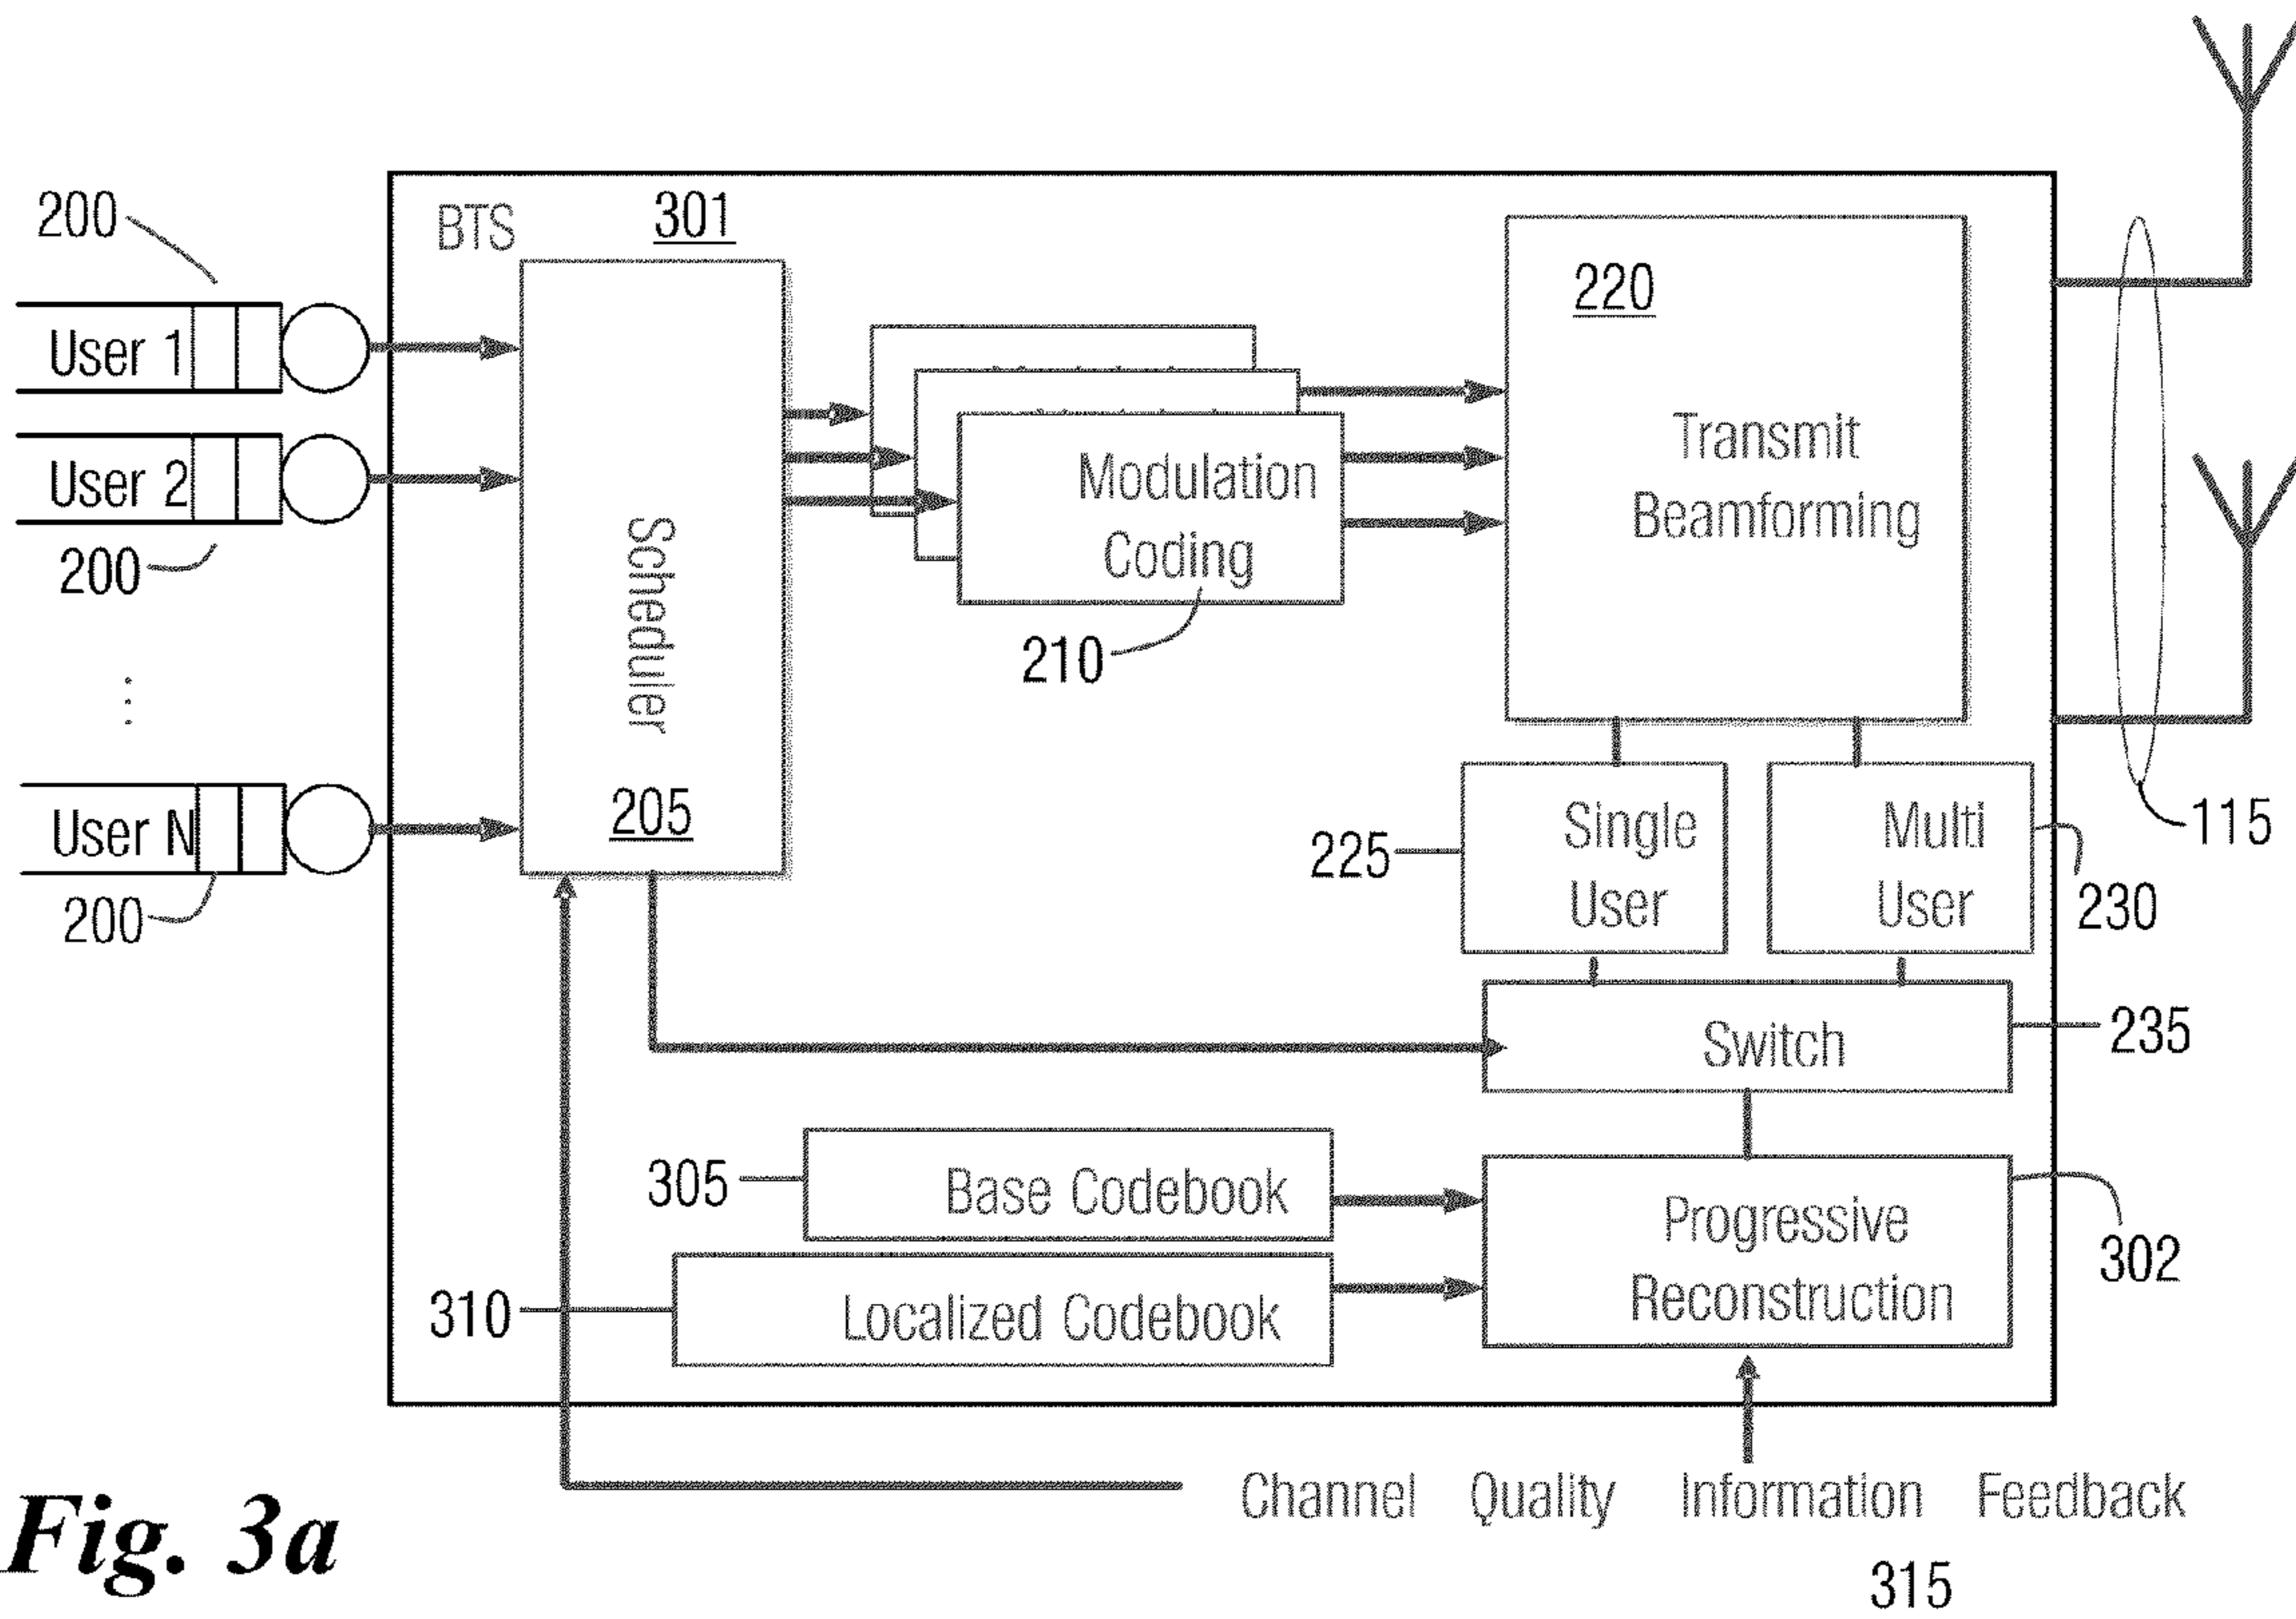 200
BTS
301
User 1
220
User 2
200
Transmit
Beamforming
Modulation
Coding
210
Scheduler
205
User N
200
Single
User
225
Multi
User
230
115
Switch
235
305
Base Codebook
Progressive
Reconstruction
302
310
Localized Codebook
Channel Quality Information Feedback
315
Fig. 3a